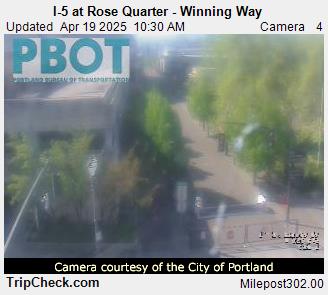 I-5 at Rose Quarter - Winning Way
Updated Apr 19 2025 10:30 AM Camera 4
PBOT
PORTLAND BUREAU OF TRANSPORTATION
Camera courtesy of the City of Portland
TripCheck.com Milepost302.00